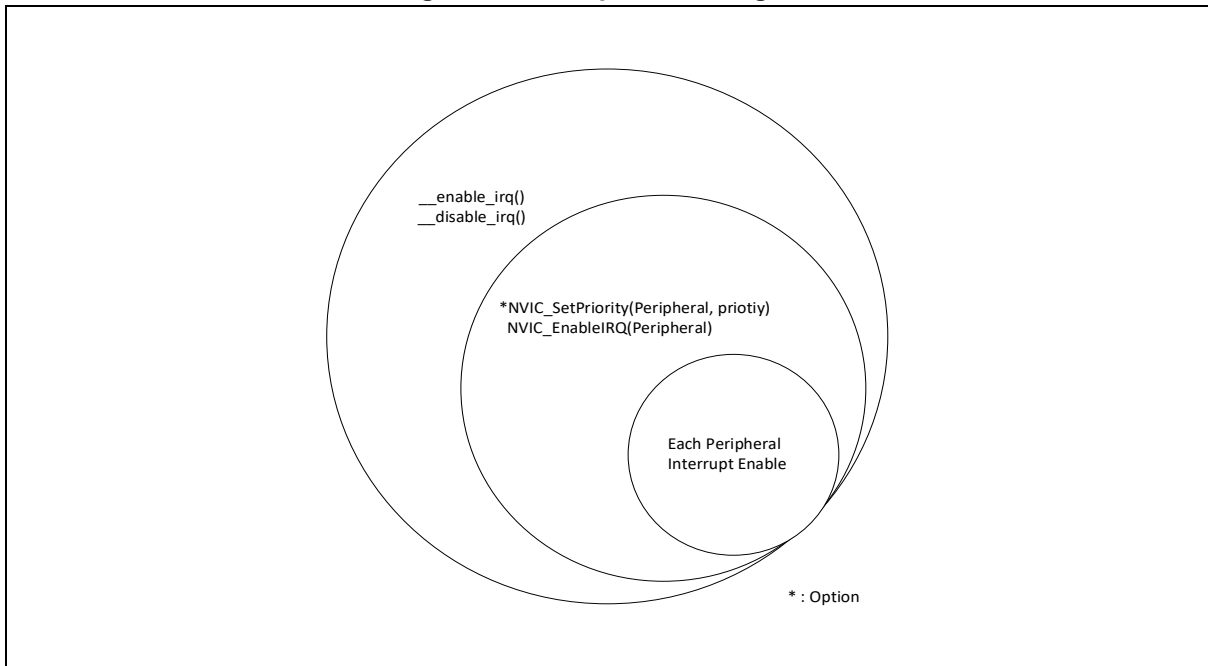 __enable_irq()
__disable_irq()
*NVIC_SetPriority(Peripheral, priotiy)
NVIC_EnableIRQ(Peripheral)
Each Peripheral
Interrupt Enable
* : Option